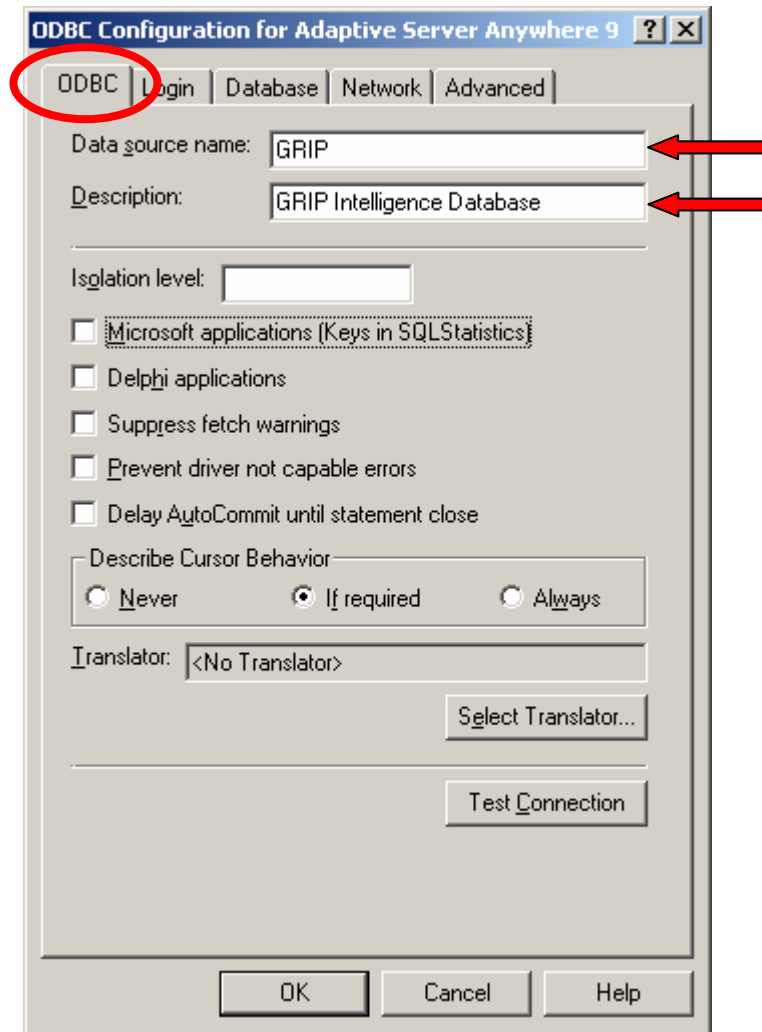 ODBC Configuration for Adaptive Server Anywhere 9 ? X
ODBC Login Database Network Advanced
Data source name: GRIP
Description: GRIP Intelligence Database
Isolation level:
Microsoft applications (Keys in SQLStatistics)
Delphi applications
Suppress fetch warnings
Prevent driver not capable errors
Delay AutoCommit until statement close
Describe Cursor Behavior
Never If required Always
Translator: <No Translator>
Select Translator...
Test Connection
OK Cancel Help